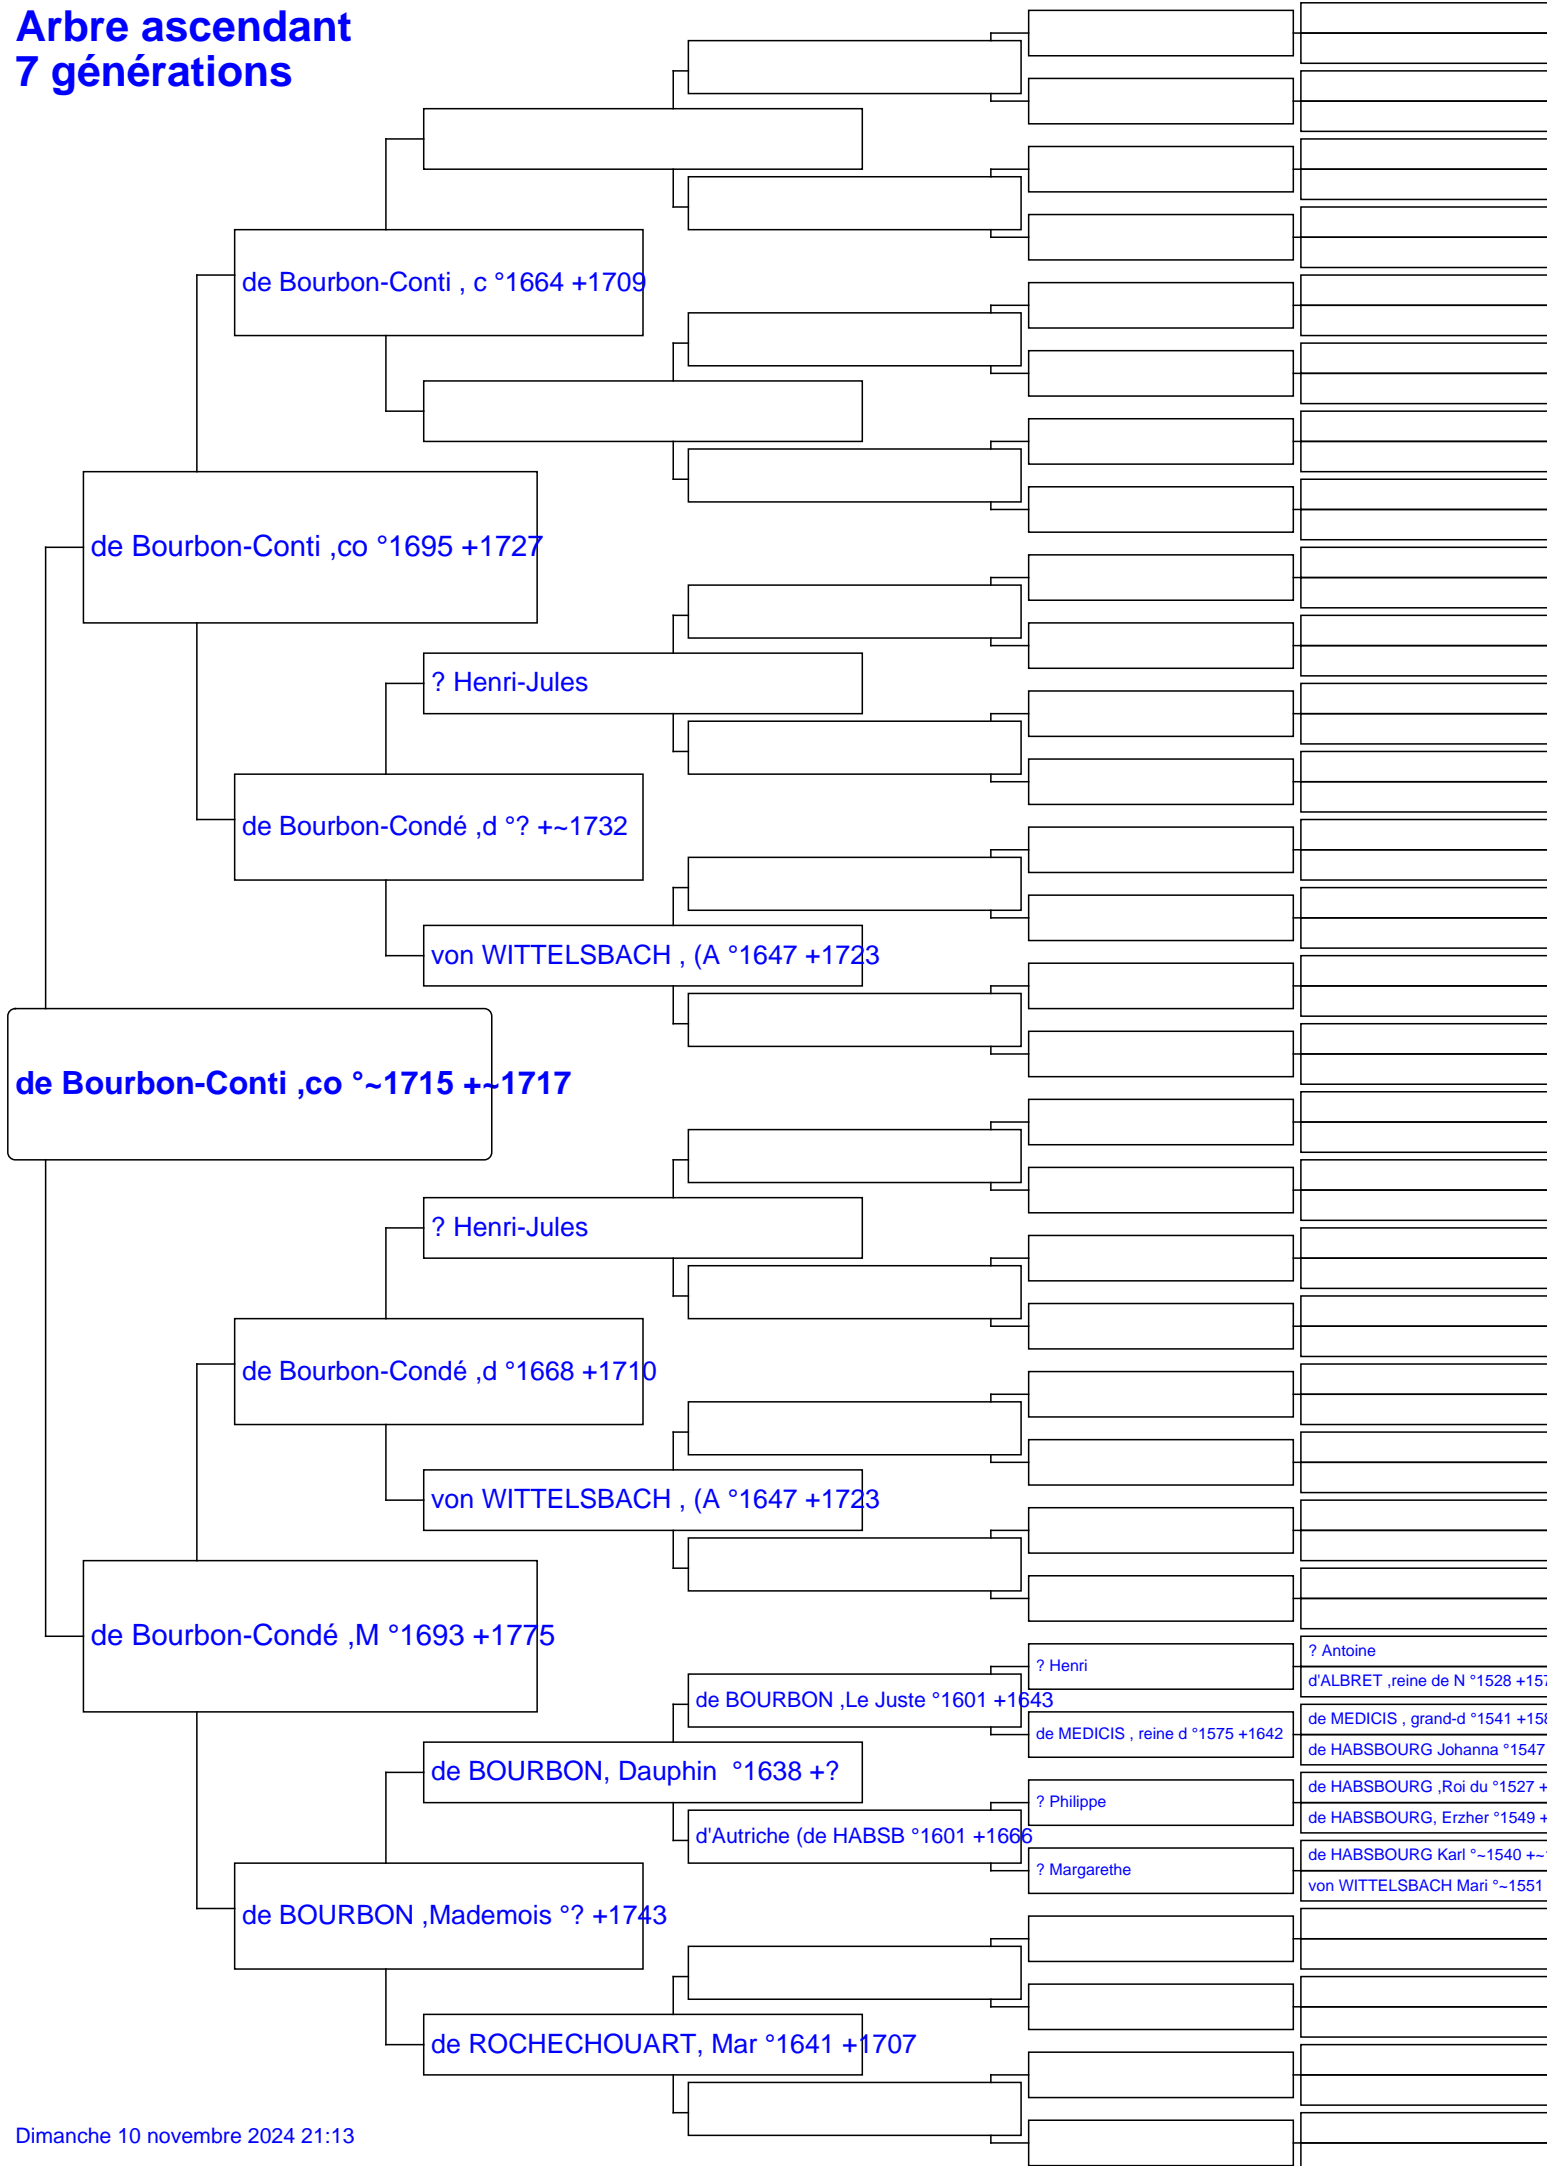 Arbre ascendant
7 générations
de Bourbon-Conti , c °1664 +1709
de Bourbon-Conti ,co °1695 +1727
? Henri-Jules
de Bourbon-Condé ,d °? +~1732
von WITTELSBACH , (A °1647 +1723
de Bourbon-Conti ,co °~1715 +~1717
? Henri-Jules
de Bourbon-Condé ,d °1668 +1710
von WITTELSBACH , (A °1647 +1723
de Bourbon-Condé ,M °1693 +1775
? Antoine
? Henri
d'ALBRET ,reine de N °1528 +157
de BOURBON ,Le Juste °1601 +1643
de MEDICIS , grand-d °1541 +158
de MEDICIS , reine d °1575 +1642
de HABSBOURG Johanna °1547
de BOURBON, Dauphin °1638 +?
de HABSBOURG ,Roi du °1527 +
? Philippe
de HABSBOURG, Erzher °1549 +
d'Autriche (de HABSB °1601 +1666
de HABSBOURG Karl °~1540 +~
? Margarethe
von WITTELSBACH Mari °~1551
de BOURBON ,Mademois °? +1743
de ROCHECHOUART, Mar °1641 +1707
Dimanche 10 novembre 2024 21:13